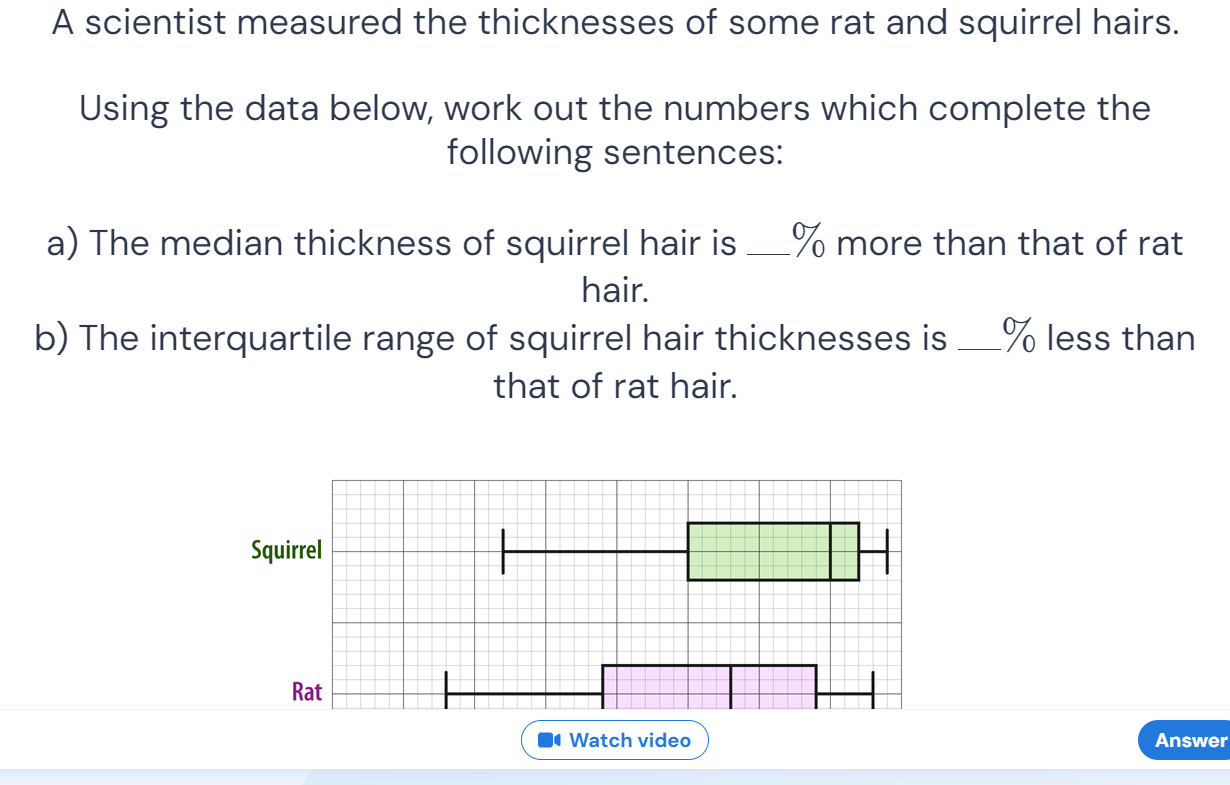 A scientist measured the thicknesses of some rat and squirrel hairs.
Using the data below, work out the numbers which complete the
following sentences:
a) The median thickness of squirrel hair is __% more than that of rat
hair.
b) The interquartile range of squirrel hair thicknesses is __% less than
that of rat hair.
Squirrel
Rat
Watch video
Answer